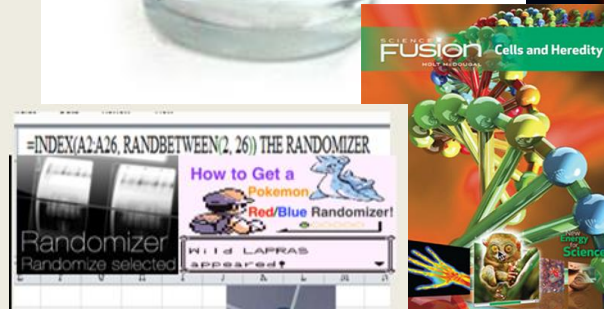 SCIENCE
FUSION Cells and Heredity
HOLT McDOUGAL
=INDEX(A2:A26, RANDBETWEEN(2, 26)) THE RANDOMIZER
How to Get a
Pokemon
Red/Blue Randomizer!
Randomizer
Randomize selected
Wild LAPRAS
appeared!
New
Energy
for
Science